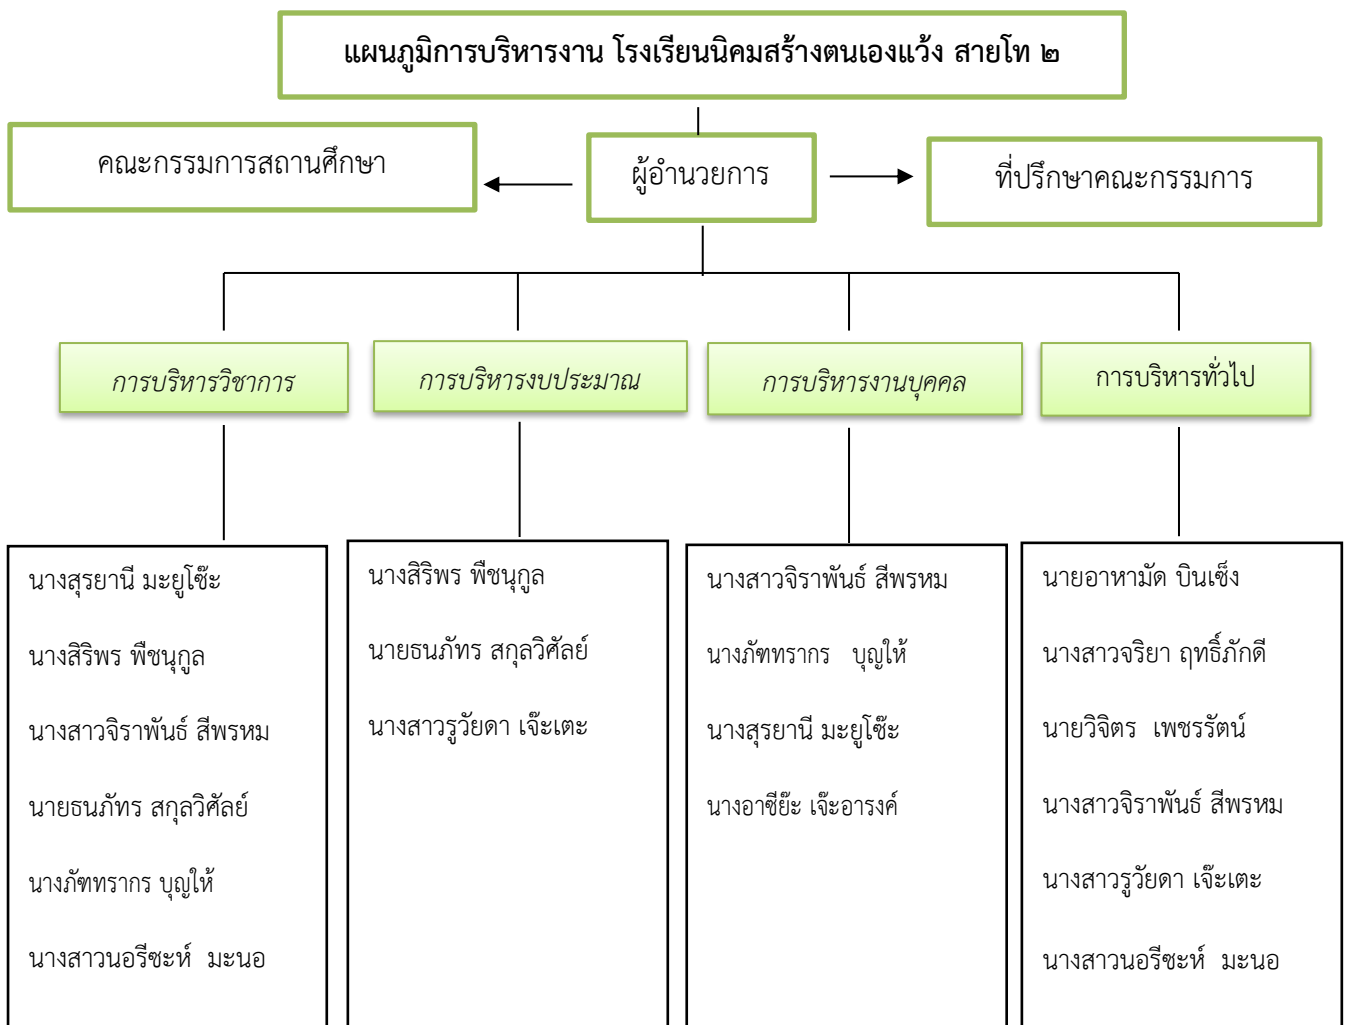 แผนภูมิการบริหารงาน โรงเรียนนิคมสร้างตนเองแว้ง สายโท ๒
คณะกรรมการสถานศึกษา
ผู้อำนวยการ
ที่ปรึกษาคณะกรรมการ
การบริหารวิชาการ
การบริหารงบประมาณ
การบริหารงานบุคคล
การบริหารทั่วไป
นางสุรยานี มะยูโซ๊ะ
นางสิริพร พืชนุกูล
นางสาวจิราพันธ์ สีพรหม
นายธนภัทร สกุลวิศัลย์
นางภัฑทรากร บุญให้
นางสาวนอรีซะห์ มะนอ
นางสิริพร พืชนุกูล
นายธนภัทร สกุลวิศัลย์
นางสาวรูวัยดา เจ๊ะเตะ
นางสาวจิราพันธ์ สีพรหม
นางภัฑทรากร บุญให้
นางสุรยานี มะยูโซ๊ะ
นางอาซีย๊ะ เจ๊ะอารงค์
นายอาหามัด บินเซ็ง
นางสาวจริยา ฤทธิ์ภักดี
นายวิจิตร เพชรรัตน์
นางสาวจิราพันธ์ สีพรหม
นางสาวรูวัยดา เจ๊ะเตะ
นางสาวนอรีซะห์ มะนอ